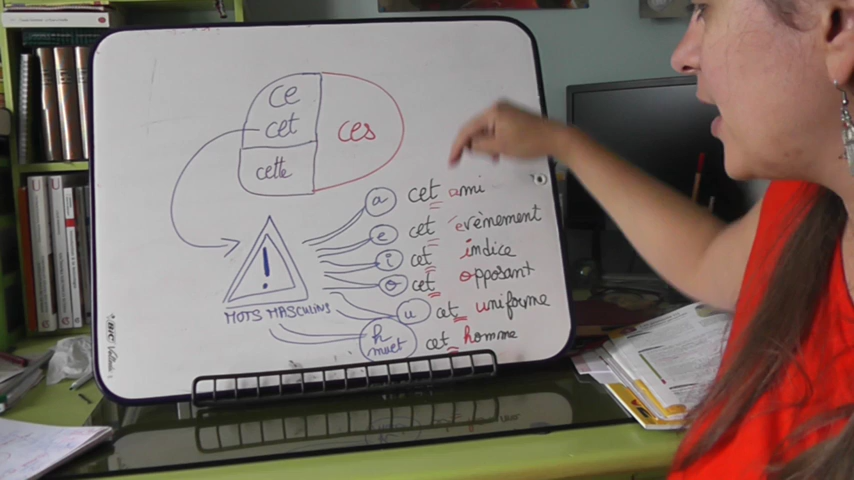 ce
cet
cette
ces
!
MOTS MASCULINS
a cet ami
e cet évènement
i cet indice
o cet opposant
u cet uniforme
h muet cet homme